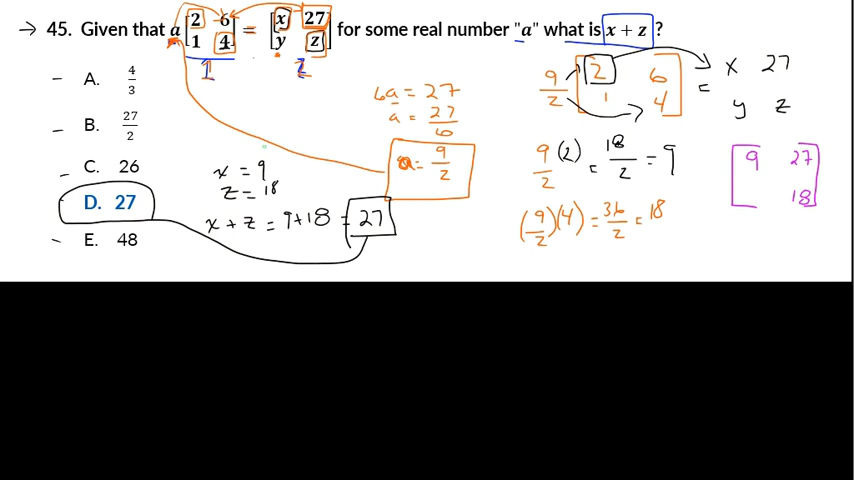 → 45. Given that a [2 6 1 4] = [x 27 y z] for some real number "a" what is x + z ?
1 2
A. 4/3
B. 27/2
C. 26
D. 27
E. 48
6a = 27
a = 27/6
a = 9/2
x = 9
z = 18
x + z = 9+18 = 27
9/2 [2 6 1 4] = x 27 y z
9/2 (2) = 18/2 = 9
(9/2)(4) = 36/2 = 18
[9 27 18]